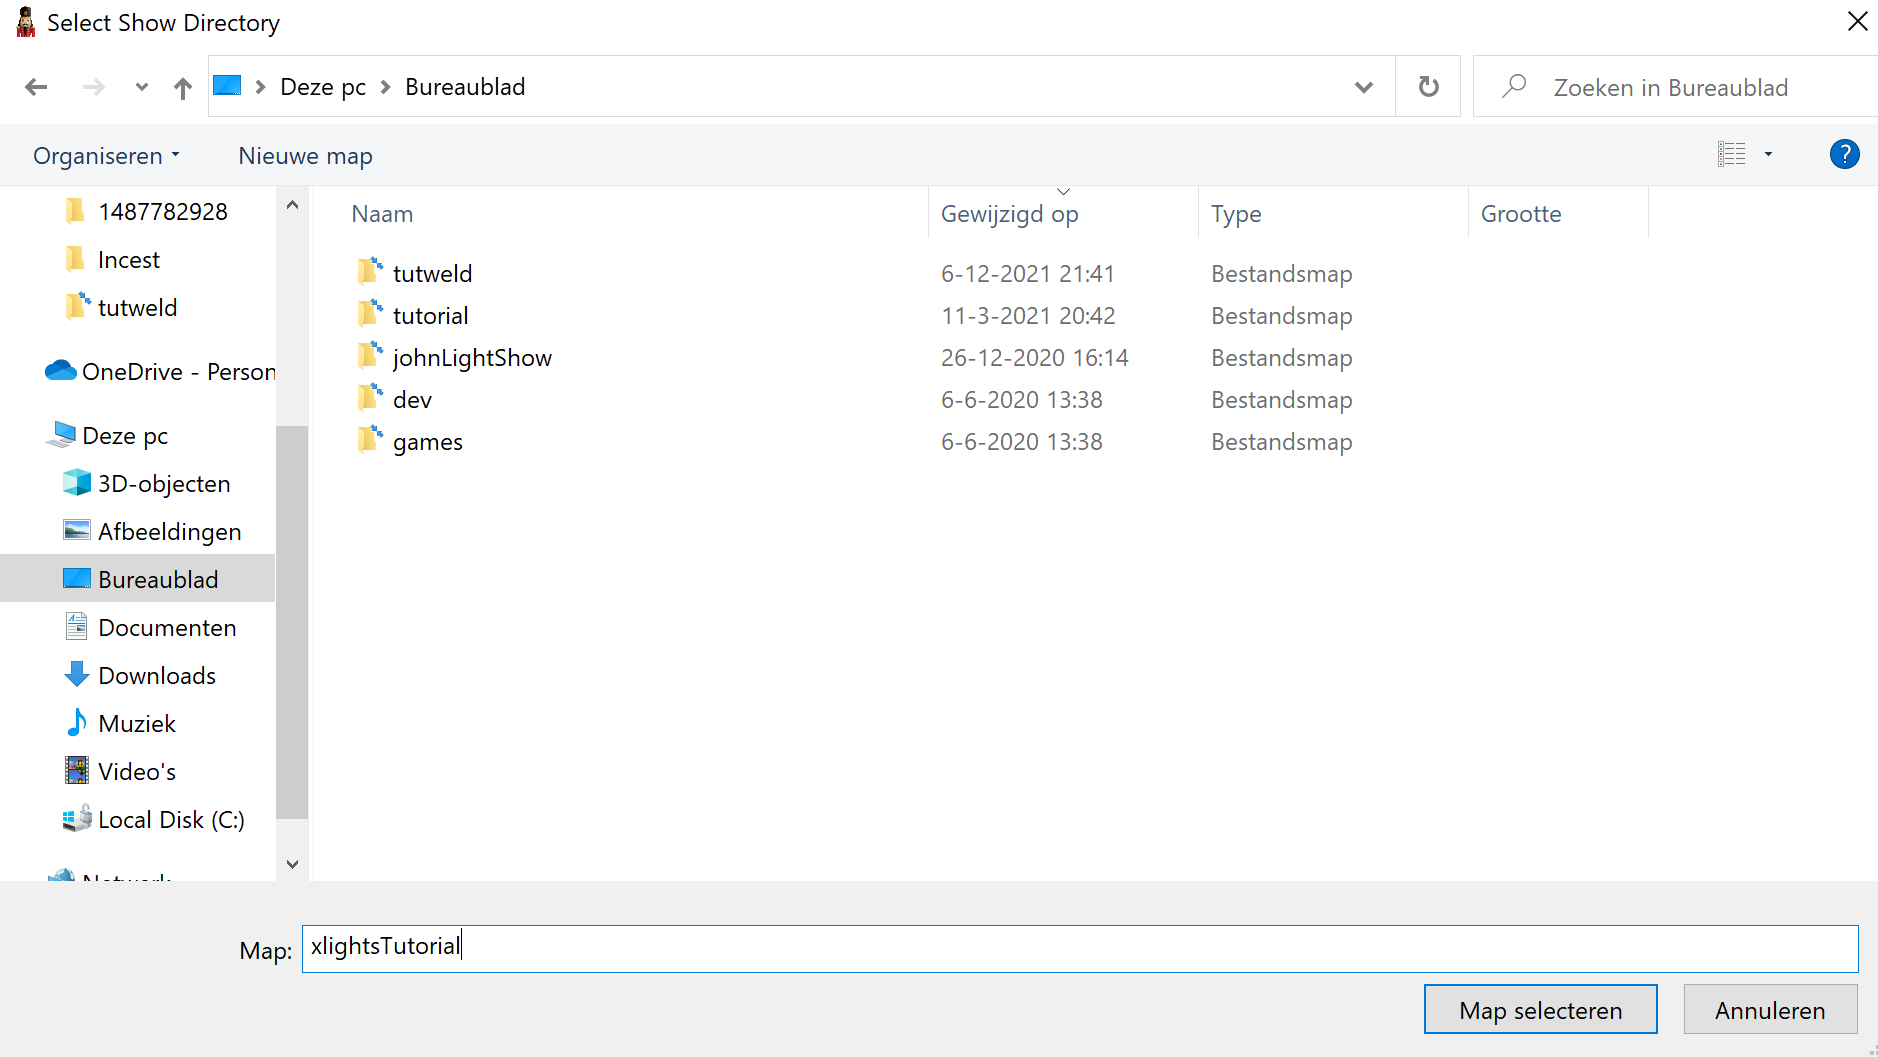 Select Show Directory
Deze pc > Bureaublad
Zoeken in Bureaublad
Organiseren
Nieuwe map
1487782928
Incest
tutweld
OneDrive - Person
Deze pc
3D-objecten
Afbeeldingen
Bureaublad
Documenten
Downloads
Muziek
Video's
Local Disk (C:)
Netwerk
Naam Gewijzigd op Type Grootte
tutweld 6-12-2021 21:41 Bestandsmap
tutorial 11-3-2021 20:42 Bestandsmap
johnLightShow 26-12-2020 16:14 Bestandsmap
dev 6-6-2020 13:38 Bestandsmap
games 6-6-2020 13:38 Bestandsmap
Map: xlightsTutorial
Map selecteren
Annuleren